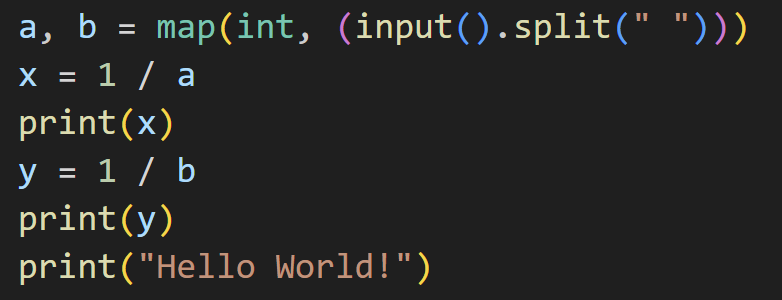 a, b = map(int, (input().split(" ")))
x = 1 / a
print(x)
y = 1 / b
print(y)
print("Hello World!")